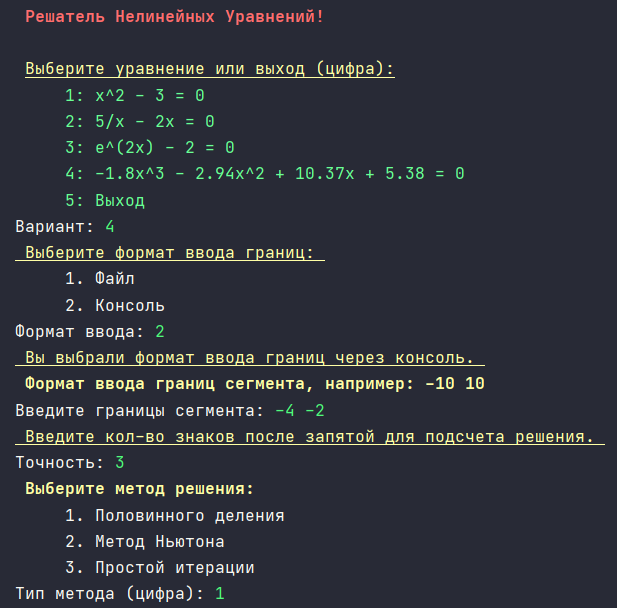 Решатель Нелинейных Уравнений!
Выберите уравнение или выход (цифра):
1: x^2 - 3 = 0
2: 5/x - 2x = 0
3: e^(2x) - 2 = 0
4: -1.8x^3 - 2.94x^2 + 10.37x + 5.38 = 0
5: Выход
Вариант: 4
Выберите формат ввода границ:
1. Файл
2. Консоль
Формат ввода: 2
Вы выбрали формат ввода границ через консоль.
Формат ввода границ сегмента, например: -10 10
Введите границы сегмента: -4 -2
Введите кол-во знаков после запятой для подсчета решения.
Точность: 3
Выберите метод решения:
1. Половинного деления
2. Метод Ньютона
3. Простой итерации
Тип метода (цифра): 1